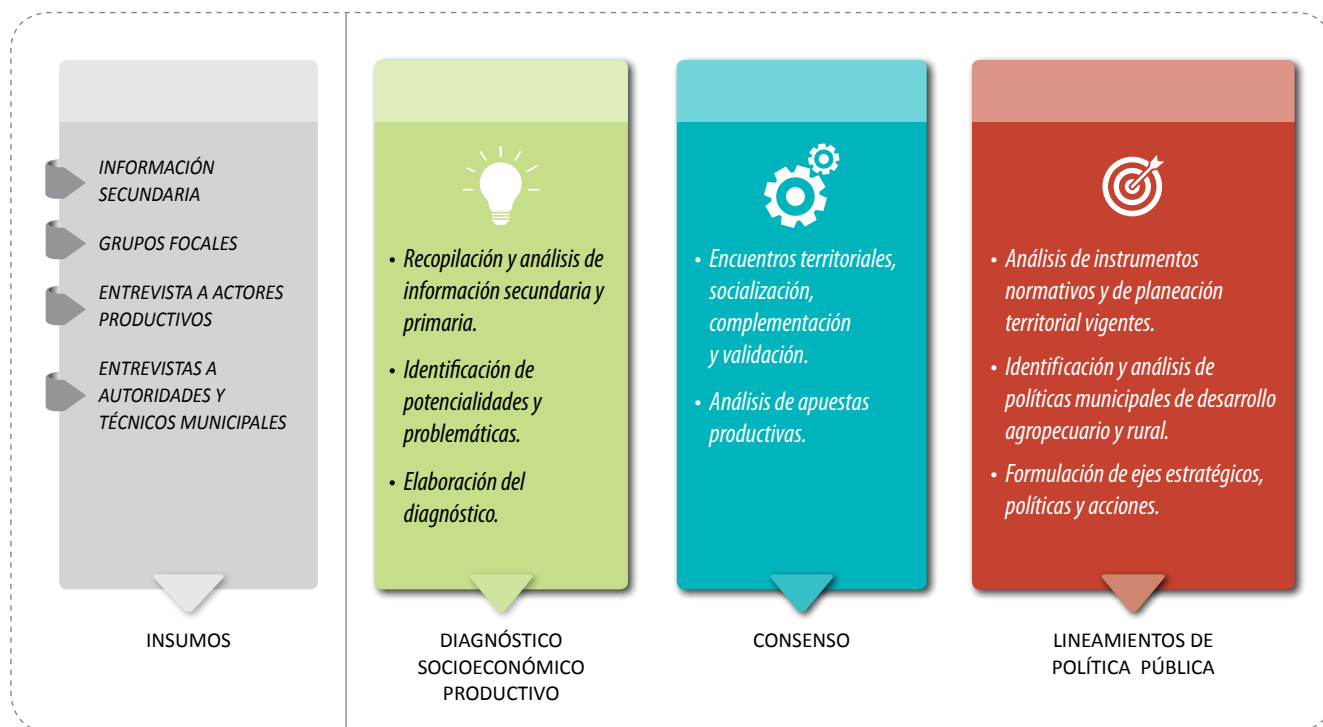 INFORMACIÓN
SECUNDARIA
GRUPOS FOCALES
ENTREVISTA A ACTORES
PRODUCTIVOS
ENTREVISTAS A
AUTORIDADES Y
TÉCNICOS MUNICIPALES
INSUMOS
• Recopilación y análisis de
información secundaria y
primaria.
• Identificación de
potencialidades y
problemáticas.
• Elaboración del
diagnóstico.
DIAGNÓSTICO
SOCIOECONÓMICO
PRODUCTIVO
• Encuentros territoriales,
socialización,
complementación
y validación.
• Análisis de apuestas
productivas.
CONSENSO
• Análisis de instrumentos
normativos y de planeación
territorial vigentes.
• Identificación y análisis de
políticas municipales de desarrollo
agropecuario y rural.
• Formulación de ejes estratégicos,
políticas y acciones.
LINEAMIENTOS DE
POLÍTICA PÚBLICA